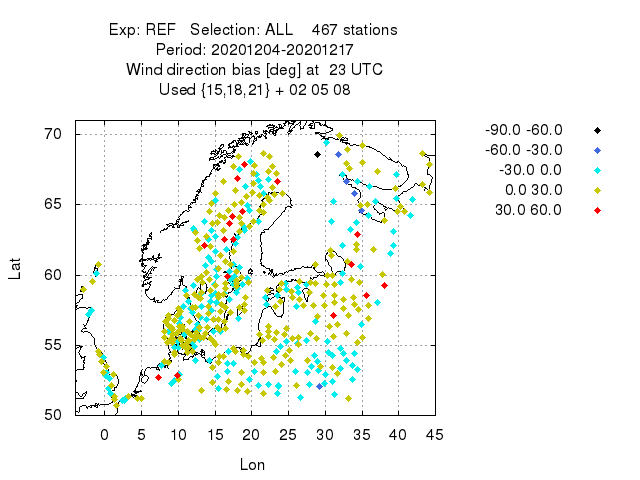 Exp: REF Selection: ALL 467 stations
Period: 20201204-20201217
Wind direction bias [deg] at 23 UTC
Used {15,18,21} + 02 05 08
70
65
60
55
50
Lat
0 5 10 15 20 25 30 35 40 45
Lon
-90.0 -60.0
-60.0 -30.0
-30.0 0.0
0.0 30.0
30.0 60.0